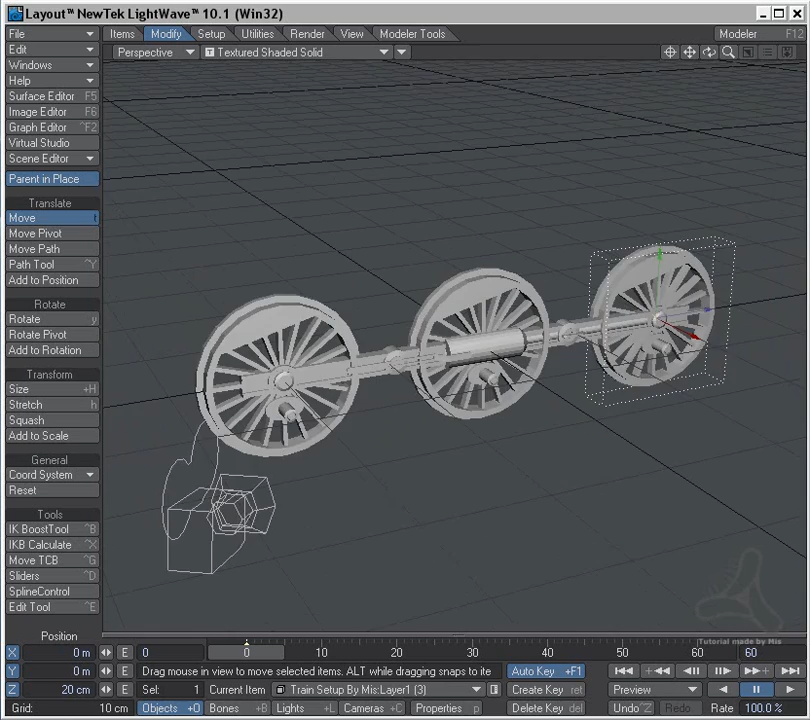 Layout™ NewTek LightWave™ 10.1 (Win32)
File Items Modify Setup Utilities Render View Modeler Tools Modeler F12
Edit Perspective T Textured Shaded Solid
Windows
Help
Surface Editor F5
Image Editor F6
Graph Editor ^F2
Virtual Studio
Scene Editor
Parent in Place
Translate
Move t
Move Pivot
Move Path
Path Tool ^Y
Add to Position
Rotate
Rotate y
Rotate Pivot
Add to Rotation
Transform
Size +H
Stretch h
Squash
Add to Scale
General
Coord System
Reset
Tools
IK BoostTool ^B
IKB Calculate ^X
Move TCB ^G
Sliders ^D
SplineControl
Edit Tool ^E
Tutorial made by Mis
Position
X 0 m E 0 0 10 20 30 40 50 60 60
Y 0 m E Drag mouse in view to move selected items. ALT while dragging snaps to ite Auto Key +F1
Z 20 cm E Sel: 1 Current Item Train Setup By Mis:Layer1 (3) Create Key ret Preview
Grid: 10 cm Objects +O Bones +B Lights +L Cameras +C Properties p Delete Key del Undo ^Z Redo Rate 100.0 %